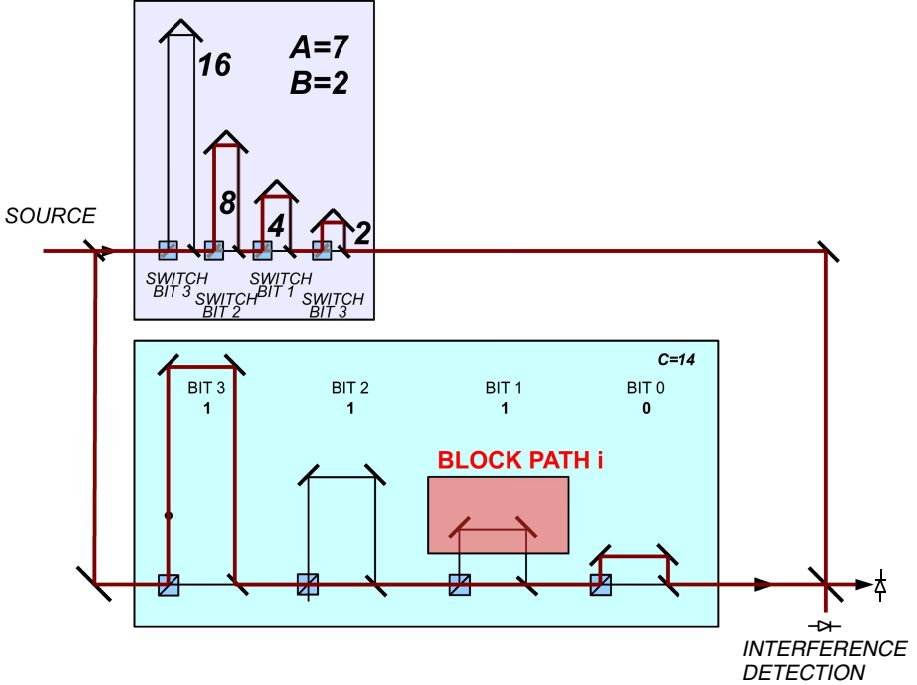 A=7
B=2
16
8
4
2
SOURCE
SWITCH
BIT 3
SWITCH
BIT 2
SWITCH
BIT 1
SWITCH
BIT 3
C=14
BIT 3
1
BIT 2
1
BIT 1
1
BIT 0
0
BLOCK PATH i
INTERFERENCE
DETECTION